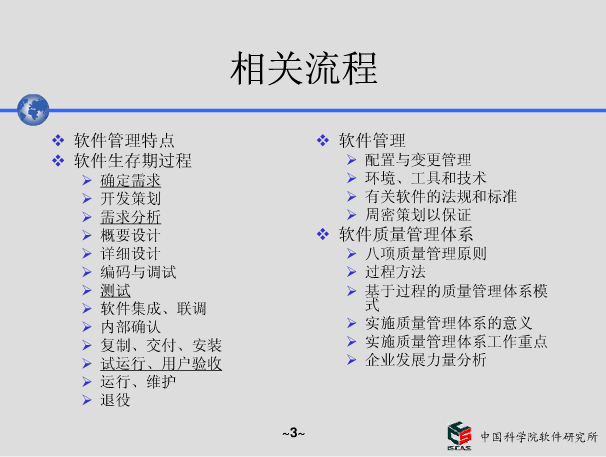 相关流程
软件管理特点
软件生存期过程
确定需求
开发策划
需求分析
概要设计
详细设计
编码与调试
测试
软件集成、联调
内部确认
复制、交付、安装
试运行、用户验收
运行、维护
退役
软件管理
配置与变更管理
环境、工具和技术
有关软件的法规和标准
周密策划以保证
软件质量管理体系
八项质量管理原则
过程方法
基于过程的质量管理体系模
式
实施质量管理体系的意义
实施质量管理体系工作重点
企业发展力量分析
~3~
ISCAS
中国科学院软件研究所